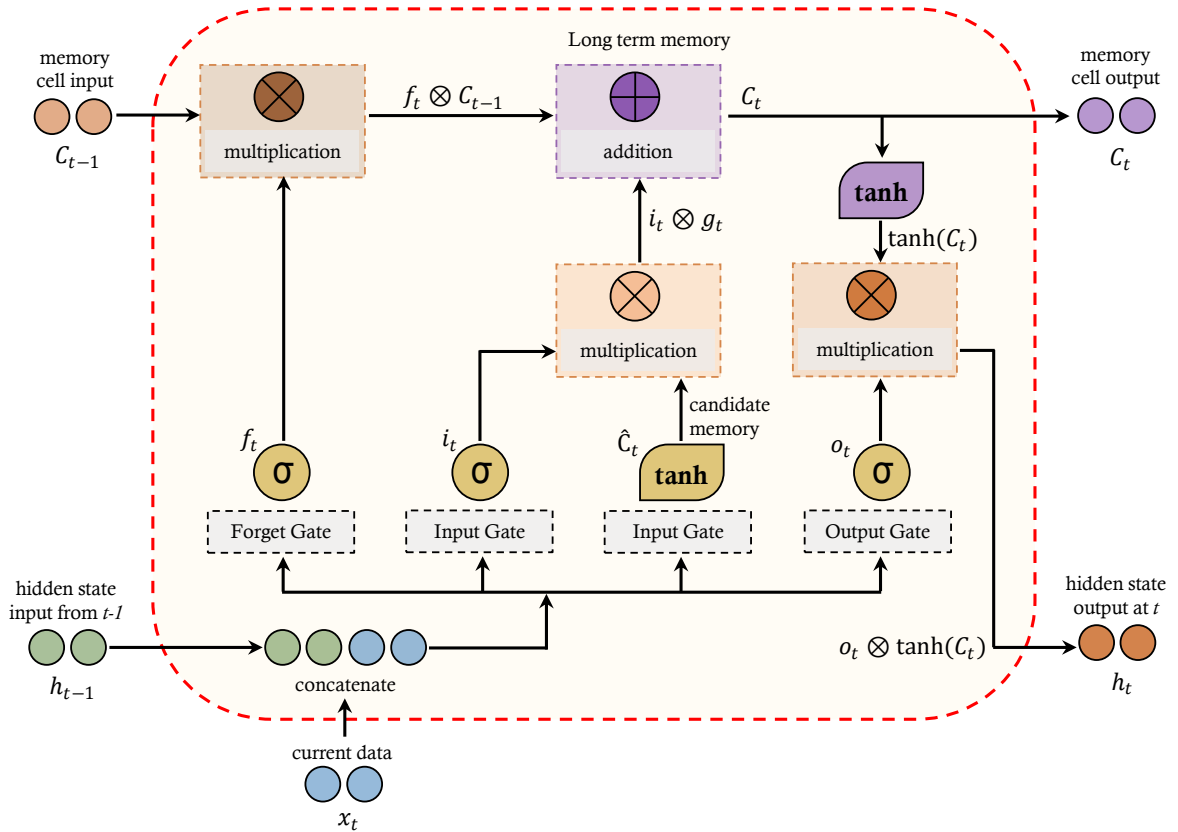 Long term memory
memory
cell input
C_{t−1}
multiplication
f_t ⊗ C_{t−1}
addition
C_t
memory
cell output
C_t
tanh
tanh(C_t)
i_t ⊗ g_t
multiplication
multiplication
candidate
memory
f_t
σ
i_t
σ
Ĉ_t
tanh
o_t
σ
Forget Gate
Input Gate
Input Gate
Output Gate
hidden state
input from t-1
h_{t−1}
concatenate
o_t ⊗ tanh(C_t)
hidden state
output at t
h_t
current data
x_t